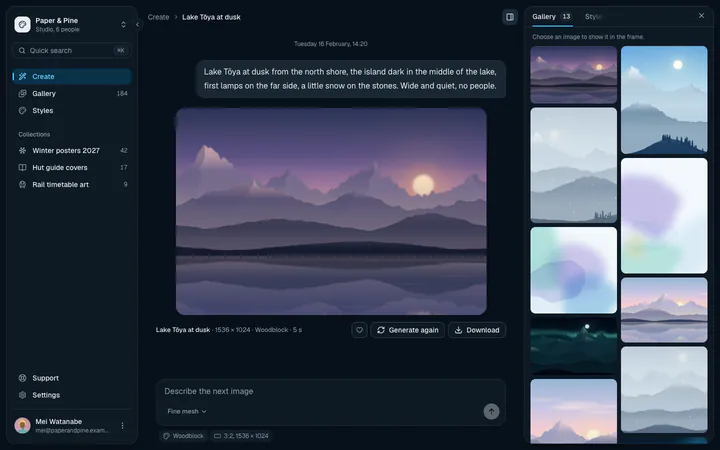 Paper & Pine
Studio, 6 people
Quick search
⌘K
Create
Gallery 184
Styles
Collections
Winter posters 2027 42
Hut guide covers 17
Rail timetable art 9
Support
Settings
Mei Watanabe
mei@paperandpine.exam...
Create > Lake Tōya at dusk
Tuesday 16 February, 14:20
Lake Tōya at dusk from the north shore, the island dark in the middle of the lake,
first lamps on the far side, a little snow on the stones. Wide and quiet, no people.
Lake Tōya at dusk · 1536 × 1024 · Woodblock · 5 s
Generate again
Download
Describe the next image
Fine mesh
Woodblock
3:2, 1536 × 1024
Gallery 13
Style
Choose an image to show it in the frame.